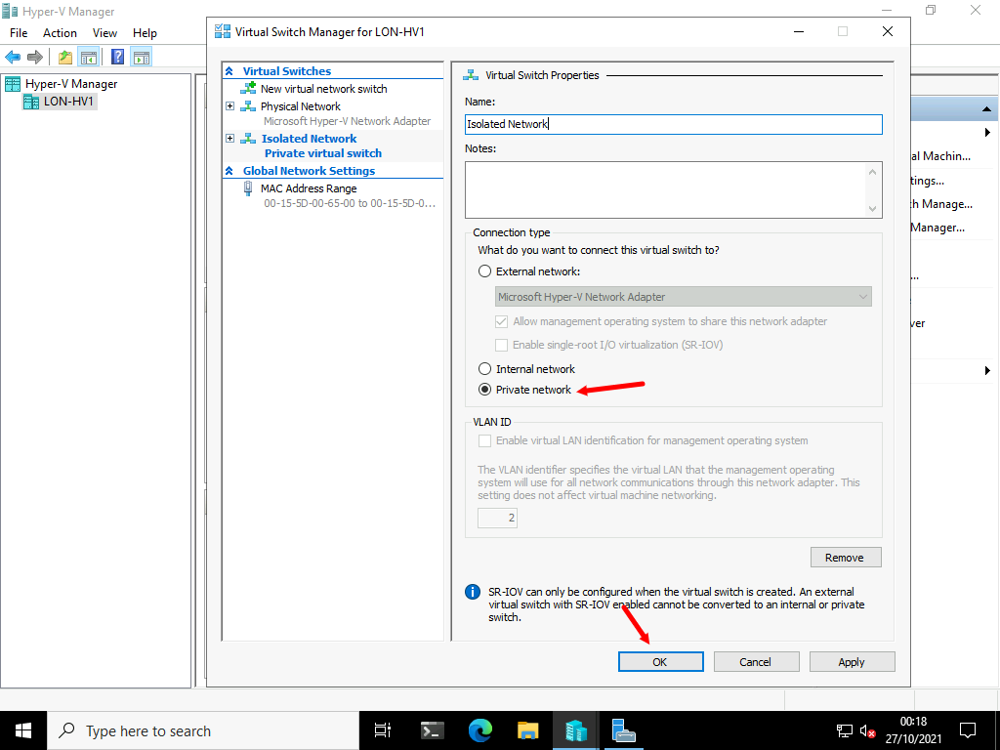 Hyper-V Manager
File Action View Help
Hyper-V Manager
LON-HV1
al Machin...
tings...
h Manage...
Manager...
...
ver
Virtual Switch Manager for LON-HV1
Virtual Switches
New virtual network switch
Physical Network
Microsoft Hyper-V Network Adapter
Isolated Network
Private virtual switch
Global Network Settings
MAC Address Range
00-15-5D-00-65-00 to 00-15-5D-0...
Virtual Switch Properties
Name:
Isolated Network
Notes:
Connection type
What do you want to connect this virtual switch to?
External network:
Microsoft Hyper-V Network Adapter
Allow management operating system to share this network adapter
Enable single-root I/O virtualization (SR-IOV)
Internal network
Private network
VLAN ID
Enable virtual LAN identification for management operating system
The VLAN identifier specifies the virtual LAN that the management operating
system will use for all network communications through this network adapter. This
setting does not affect virtual machine networking.
2
Remove
SR-IOV can only be configured when the virtual switch is created. An external
virtual switch with SR-IOV enabled cannot be converted to an internal or private
switch.
OK Cancel Apply
Type here to search
00:18
27/10/2021